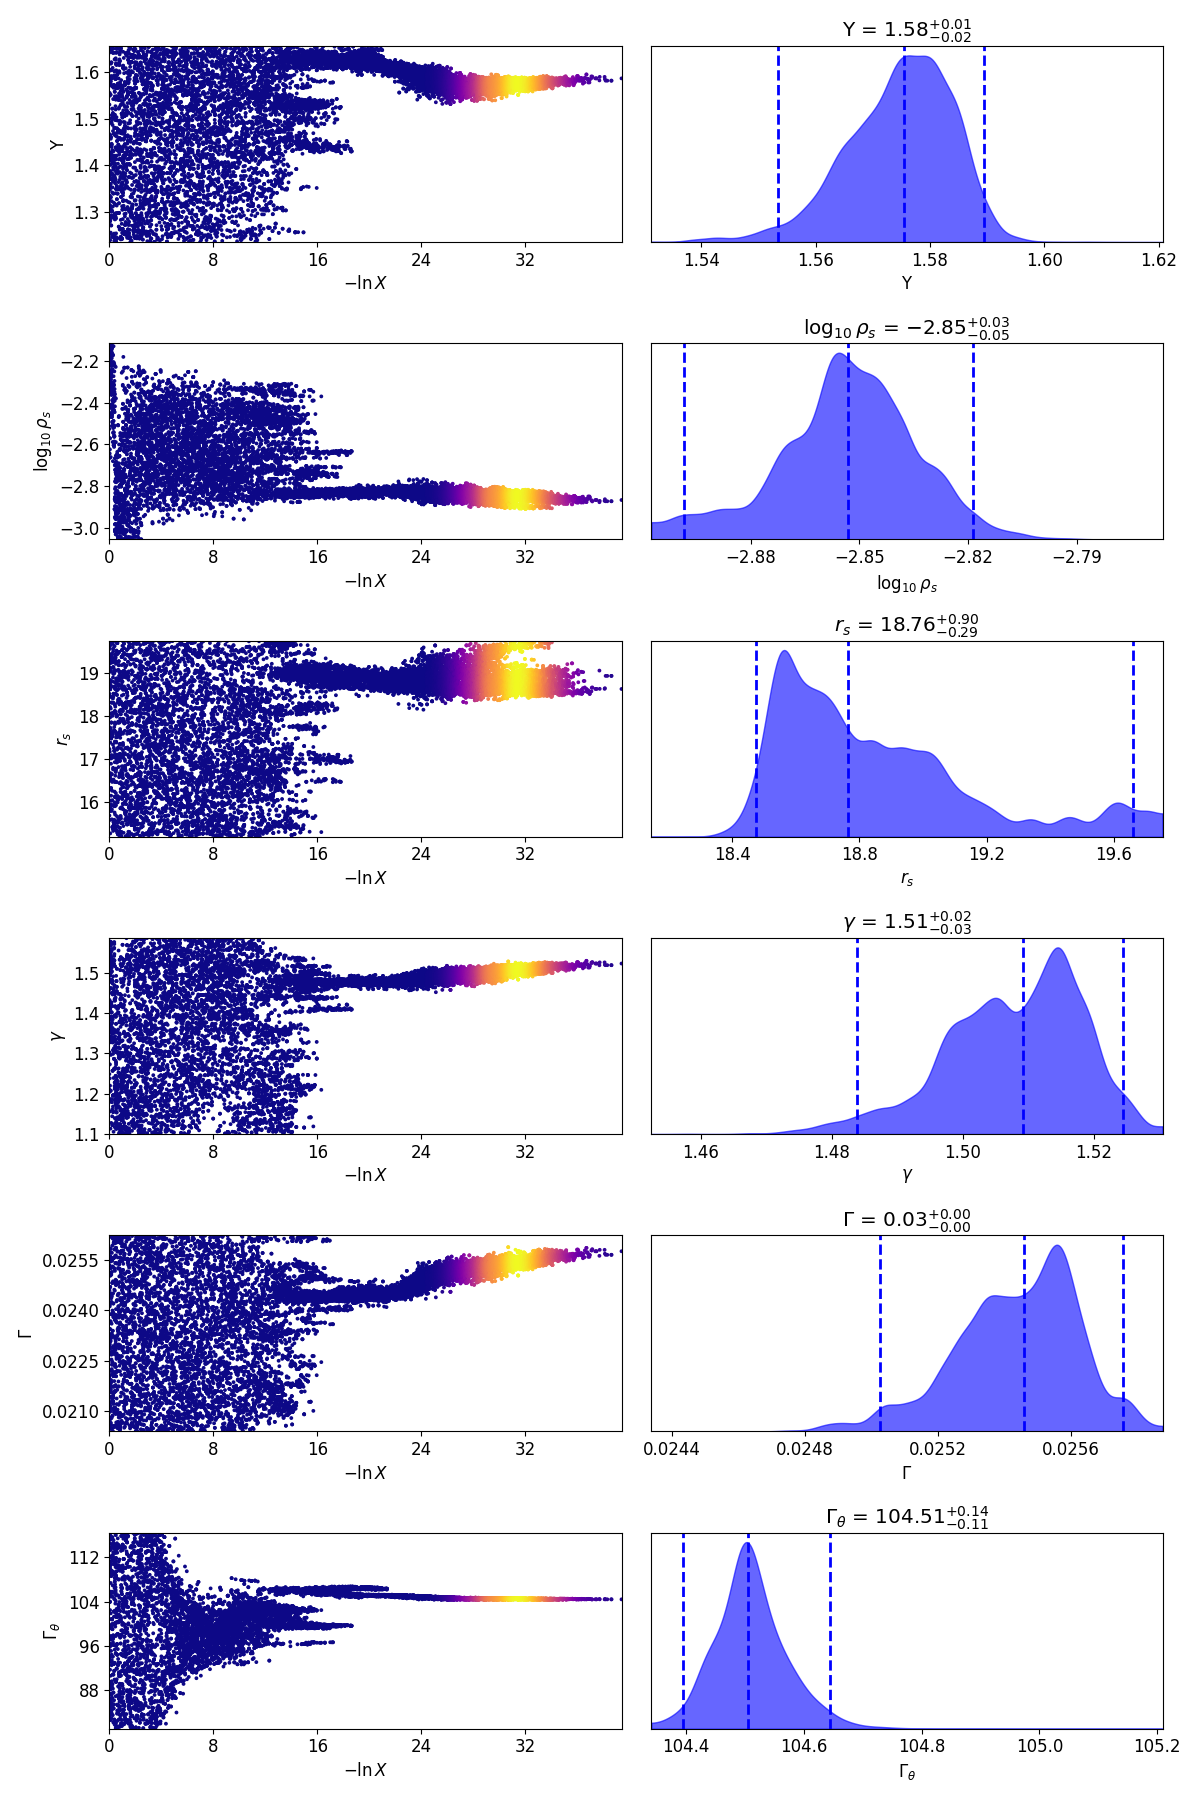 Υ = 1.58+0.01−0.02
1.6
1.5
1.4
1.3
Υ
0 8 16 24 32
−ln X
1.54 1.56 1.58 1.60 1.62
Υ
log10 ρs = −2.85+0.03−0.05
−2.2
−2.4
−2.6
−2.8
−3.0
log10 ρs
0 8 16 24 32
−ln X
−2.88 −2.85 −2.82 −2.79
log10 ρs
rs = 18.76+0.90−0.29
19
18
17
16
rs
0 8 16 24 32
−ln X
18.4 18.8 19.2 19.6
rs
γ = 1.51+0.02−0.03
1.5
1.4
1.3
1.2
1.1
γ
0 8 16 24 32
−ln X
1.46 1.48 1.50 1.52
γ
Γ = 0.03+0.00−0.00
0.0255
0.0240
0.0225
0.0210
Γ
0 8 16 24 32
−ln X
0.0244 0.0248 0.0252 0.0256
Γ
Γθ = 104.51+0.14−0.11
112
104
96
88
Γθ
0 8 16 24 32
−ln X
104.4 104.6 104.8 105.0 105.2
Γθ